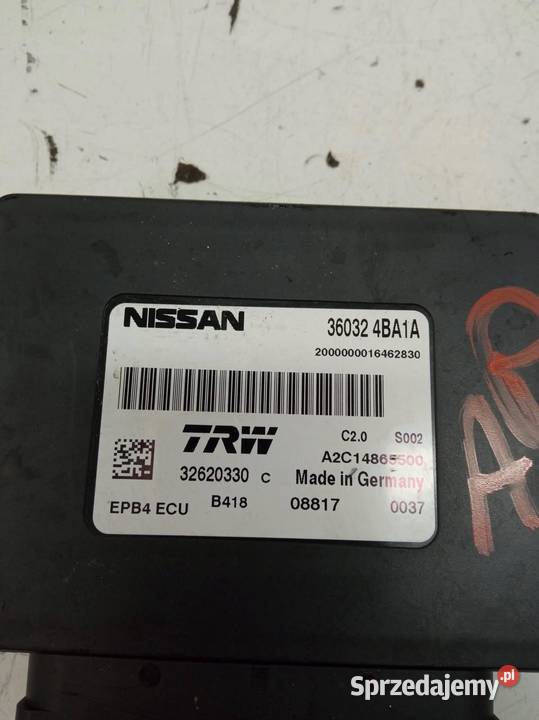 NISSAN 36032 4BA1A
2000000016462830
TRW C2.0 S002
A2C14865500
32620330 C Made in Germany
EPB4 ECU B418 08817 0037
Sprzedajemy.pl